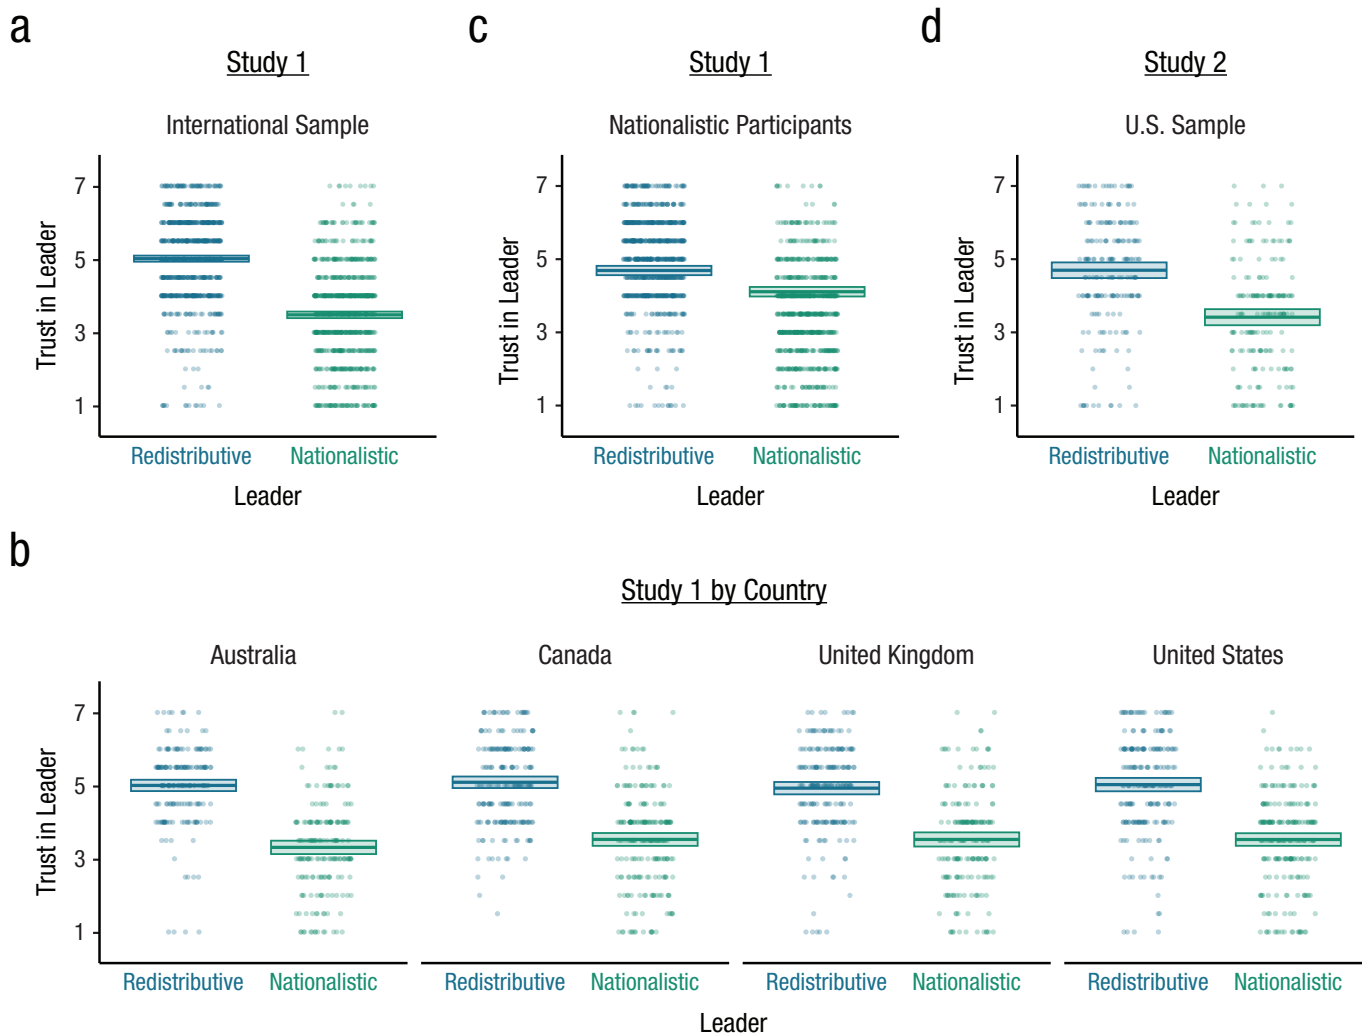 a
Study 1
International Sample
Trust in Leader
7
5
3
1
Redistributive Nationalistic
Leader
c
Study 1
Nationalistic Participants
Trust in Leader
7
5
3
1
Redistributive Nationalistic
Leader
d
Study 2
U.S. Sample
Trust in Leader
7
5
3
1
Redistributive Nationalistic
Leader
b
Study 1 by Country
Australia Canada United Kingdom United States
Trust in Leader
7
5
3
1
Redistributive Nationalistic Redistributive Nationalistic Redistributive Nationalistic Redistributive Nationalistic
Leader